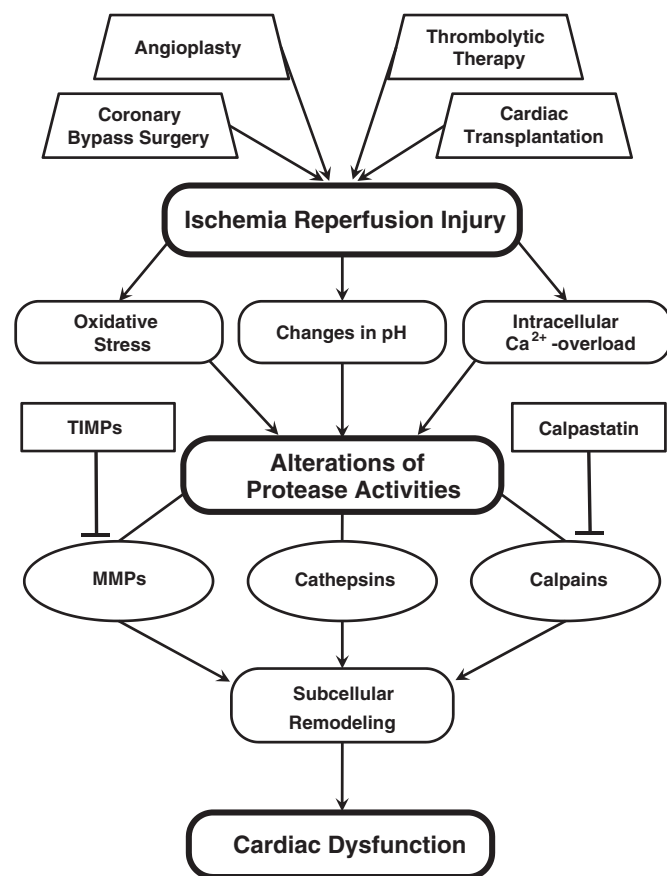 Angioplasty
Thrombolytic
Therapy
Coronary
Bypass Surgery
Cardiac
Transplantation
Ischemia Reperfusion Injury
Oxidative
Stress
Changes in pH
Intracellular
Ca²⁺ -overload
TIMPs
Calpastatin
Alterations of
Protease Activities
MMPs
Cathepsins
Calpains
Subcellular
Remodeling
Cardiac Dysfunction